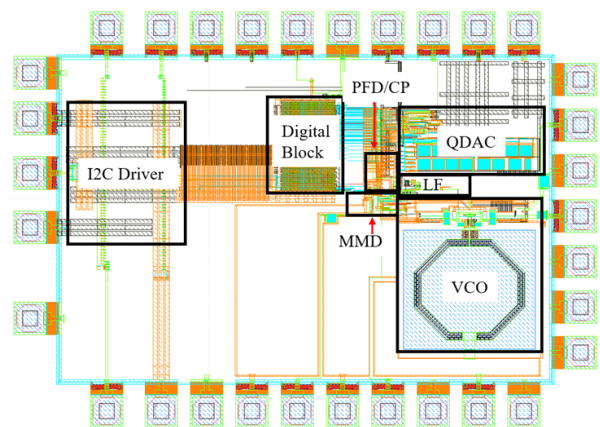 PFD/CP
Digital
Block
QDAC
I2C Driver
LF
MMD
VCO